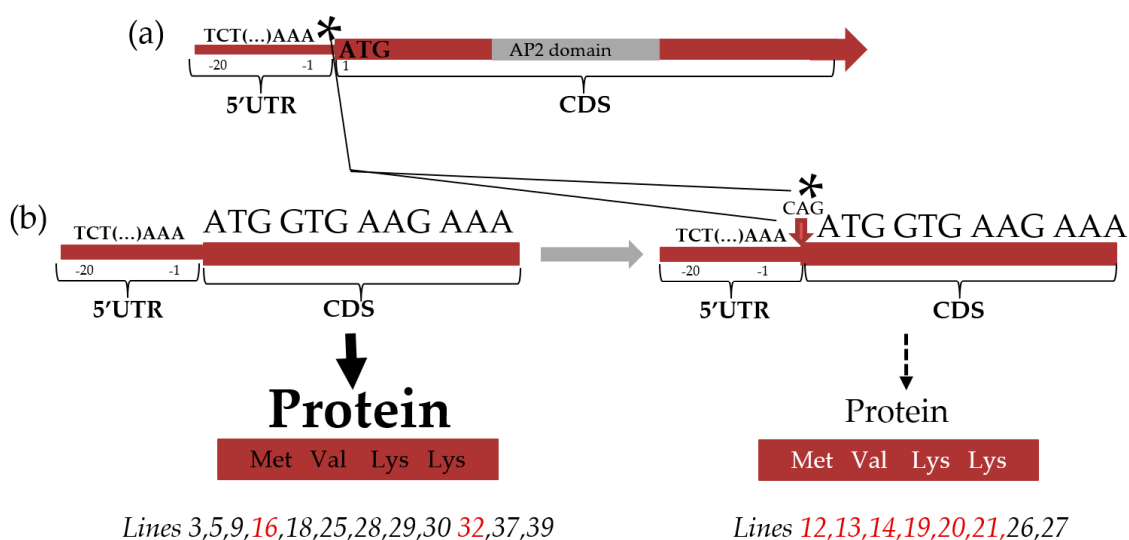 (a)
TCT(...)AAA *
ATG
AP2 domain
-20 -1 1
5'UTR
CDS
*
CAG
(b)
TCT(...)AAA
ATG GTG AAG AAA
-20 -1
5'UTR
CDS
TCT(...)AAA
ATG GTG AAG AAA
-20 -1
5'UTR
CDS
Protein
Met Val Lys Lys
Protein
Met Val Lys Lys
Lines 3,5,9,16,18,25,28,29,30 32,37,39
Lines 12,13,14,19,20,21,26,27